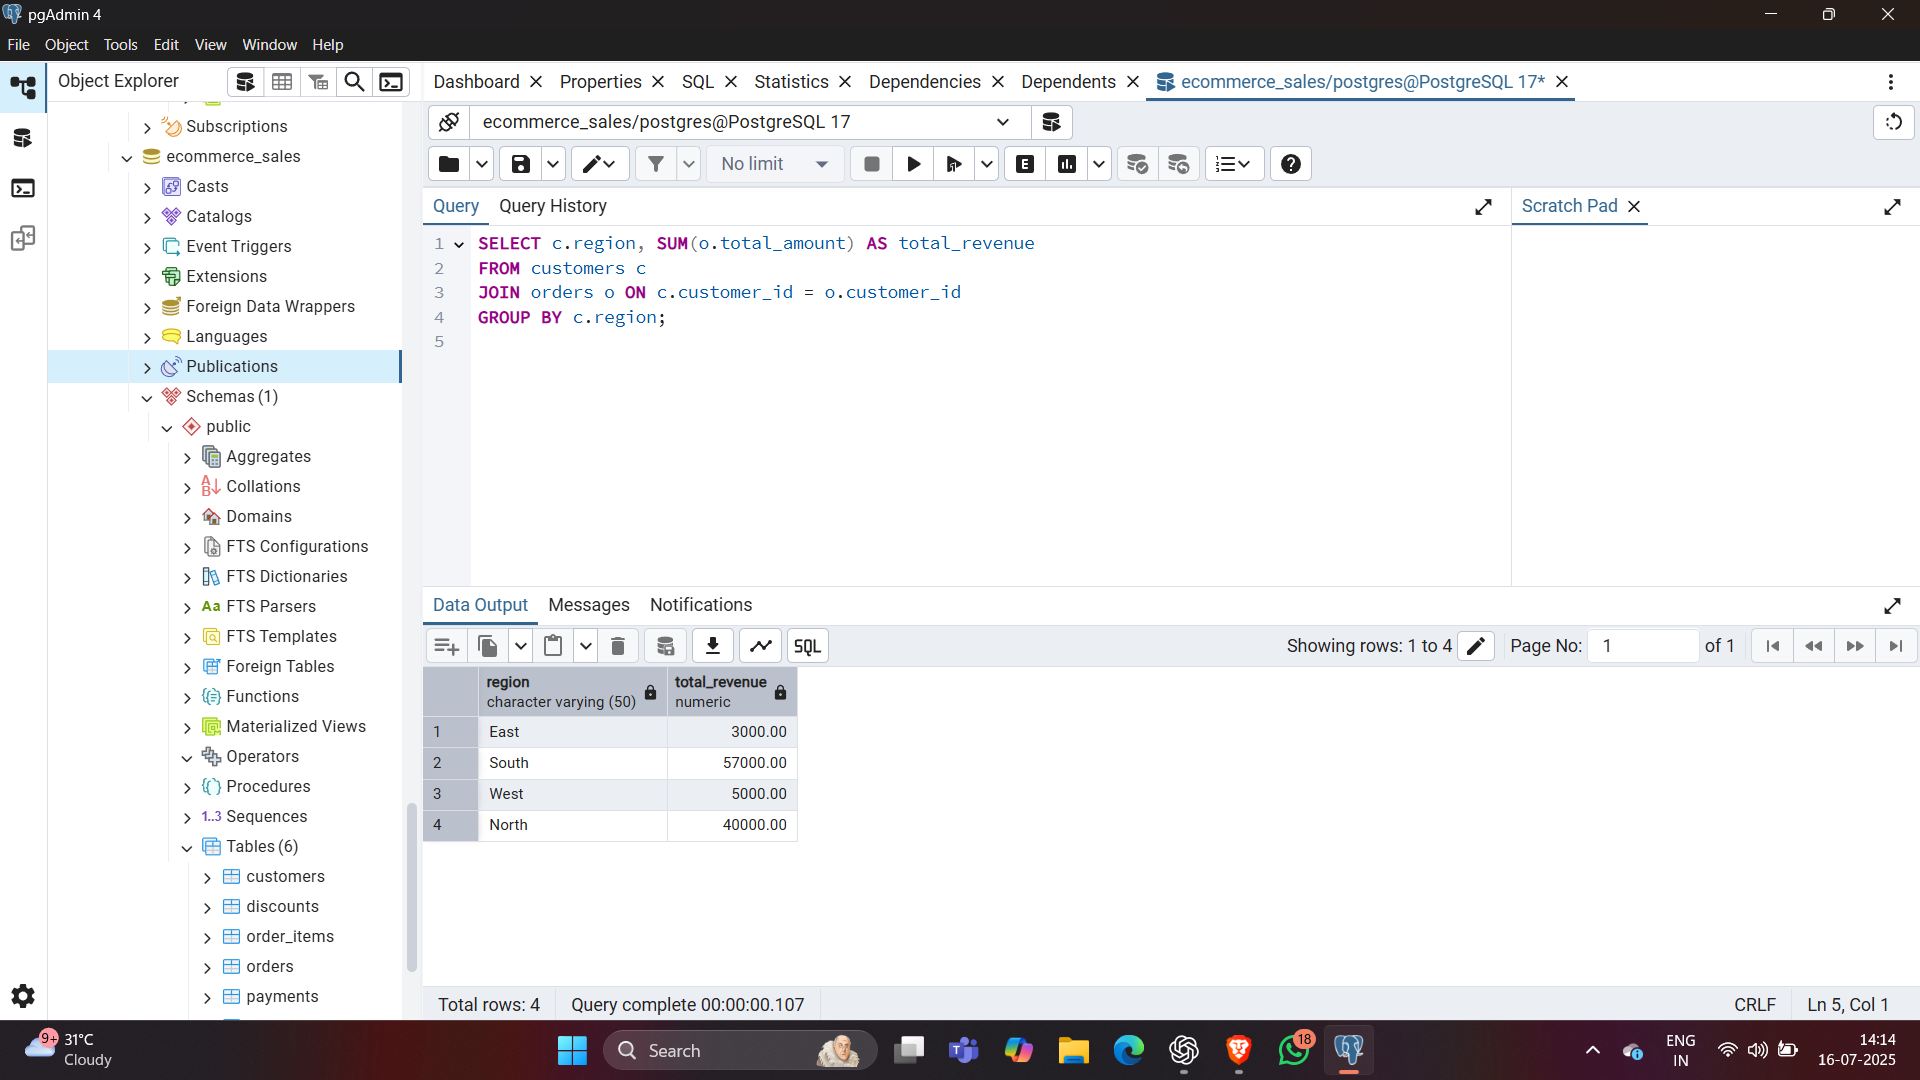 pgAdmin 4
File Object Tools Edit View Window Help
Object Explorer
Dashboard Properties SQL Statistics Dependencies Dependents ecommerce_sales/postgres@PostgreSQL 17*
ecommerce_sales/postgres@PostgreSQL 17
No limit
E
Subscriptions
ecommerce_sales
Casts
Catalogs
Event Triggers
Extensions
Foreign Data Wrappers
Languages
Publications
Schemas (1)
public
Aggregates
Collations
Domains
FTS Configurations
FTS Dictionaries
Aa FTS Parsers
FTS Templates
Foreign Tables
Functions
Materialized Views
Operators
Procedures
1..3 Sequences
Tables (6)
customers
discounts
order_items
orders
payments
Query Query History
Scratch Pad
1 SELECT c.region, SUM(o.total_amount) AS total_revenue
2 FROM customers c
3 JOIN orders o ON c.customer_id = o.customer_id
4 GROUP BY c.region;
5
Data Output Messages Notifications
SQL
Showing rows: 1 to 4 Page No: 1 of 1
region total_revenue
character varying (50) numeric
1 East 3000.00
2 South 57000.00
3 West 5000.00
4 North 40000.00
Total rows: 4 Query complete 00:00:00.107 CRLF Ln 5, Col 1
9+ 31°C
Cloudy
Search
18
ENG
IN
14:14
16-07-2025